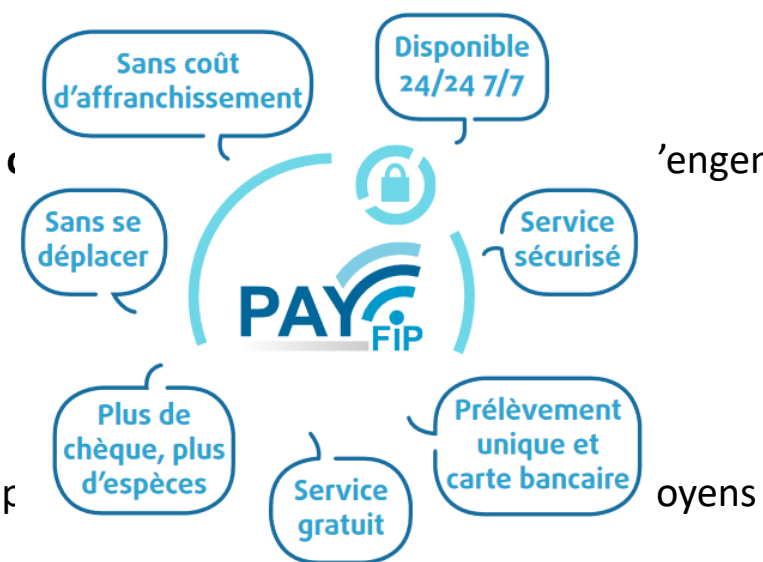 Sans coût
d'affranchissement
Disponible
24/24 7/7
Sans se
déplacer
Service
sécurisé
PAY
FiP
Plus de
chèque, plus
d'espèces
Prélèvement
unique et
carte bancaire
Service
gratuit
oyens